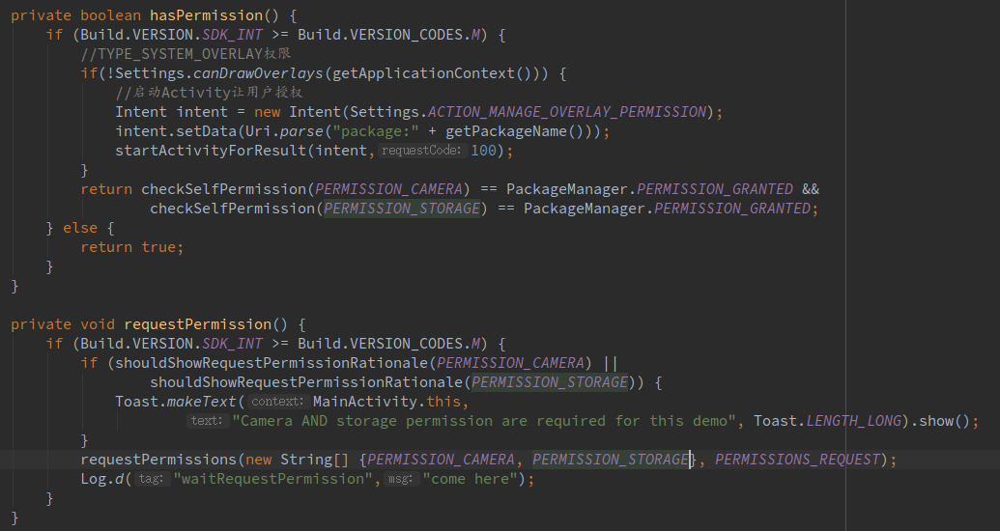 private boolean hasPermission() {
if (Build.VERSION.SDK_INT >= Build.VERSION_CODES.M) {
//TYPE_SYSTEM_OVERLAY权限
if(!Settings.canDrawOverlays(getApplicationContext())) {
//启动Activity让用户授权
Intent intent = new Intent(Settings.ACTION_MANAGE_OVERLAY_PERMISSION);
intent.setData(Uri.parse("package:" + getPackageName()));
startActivityForResult(intent, requestCode: 100);
}
return checkSelfPermission(PERMISSION_CAMERA) == PackageManager.PERMISSION_GRANTED &&
checkSelfPermission(PERMISSION_STORAGE) == PackageManager.PERMISSION_GRANTED;
} else {
return true;
}
}
private void requestPermission() {
if (Build.VERSION.SDK_INT >= Build.VERSION_CODES.M) {
if (shouldShowRequestPermissionRationale(PERMISSION_CAMERA) ||
shouldShowRequestPermissionRationale(PERMISSION_STORAGE)) {
Toast.makeText( context: MainActivity.this,
text: "Camera AND storage permission are required for this demo", Toast.LENGTH_LONG).show();
}
requestPermissions(new String[] {PERMISSION_CAMERA, PERMISSION_STORAGE}, PERMISSIONS_REQUEST);
Log.d( tag: "waitRequestPermission", msg: "come here");
}
}